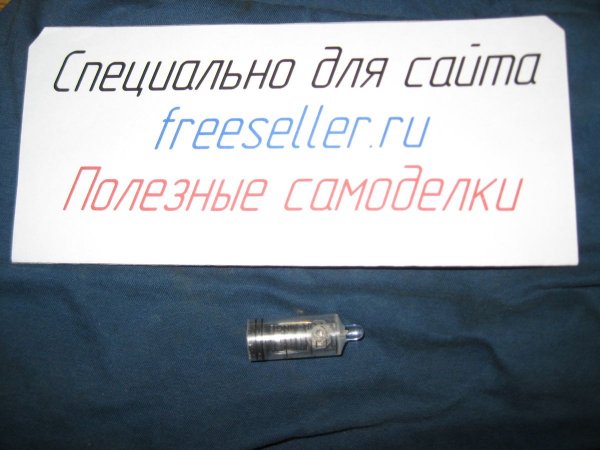 Специально для сайта
freeseller.ru
Полезные самоделки